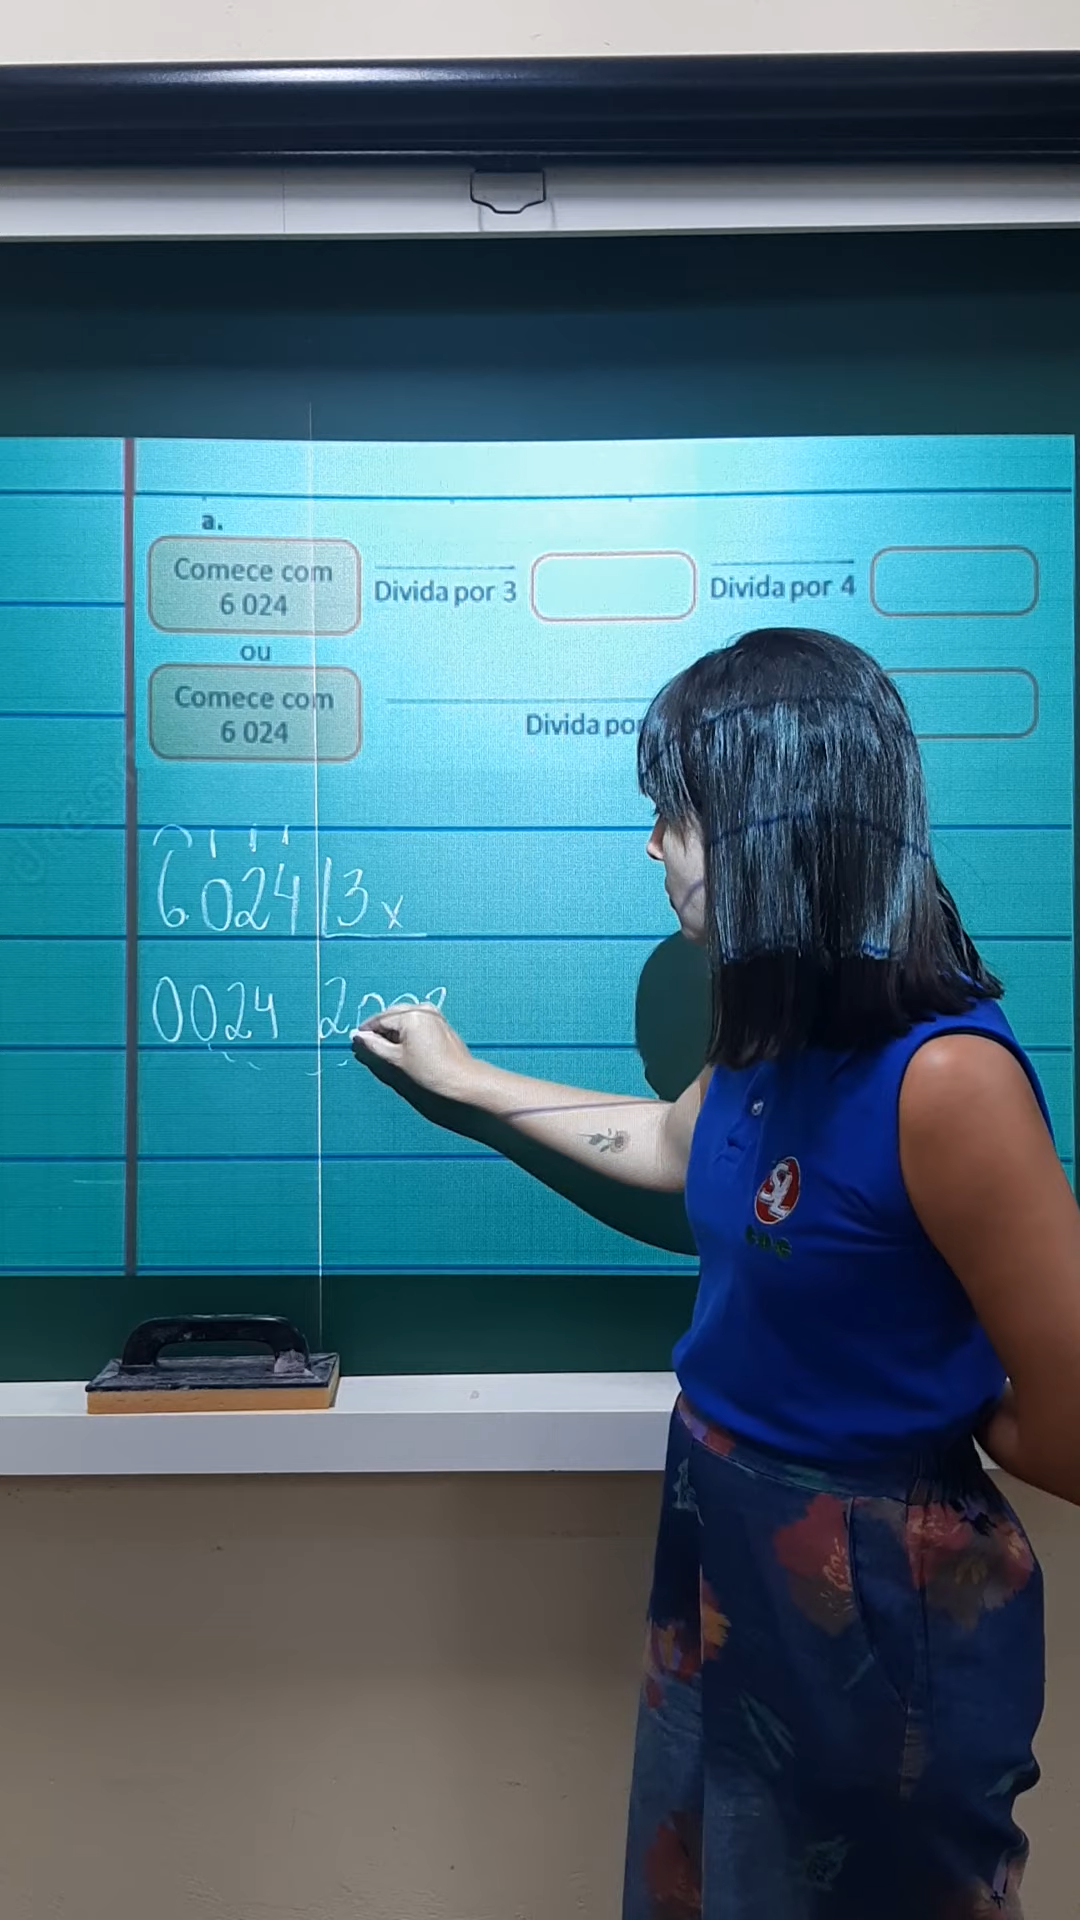 a.
Comece com
6 024
Divida por 3
Divida por 4
ou
Comece com
6 024
Divida por
6024 3 x
0024
SL